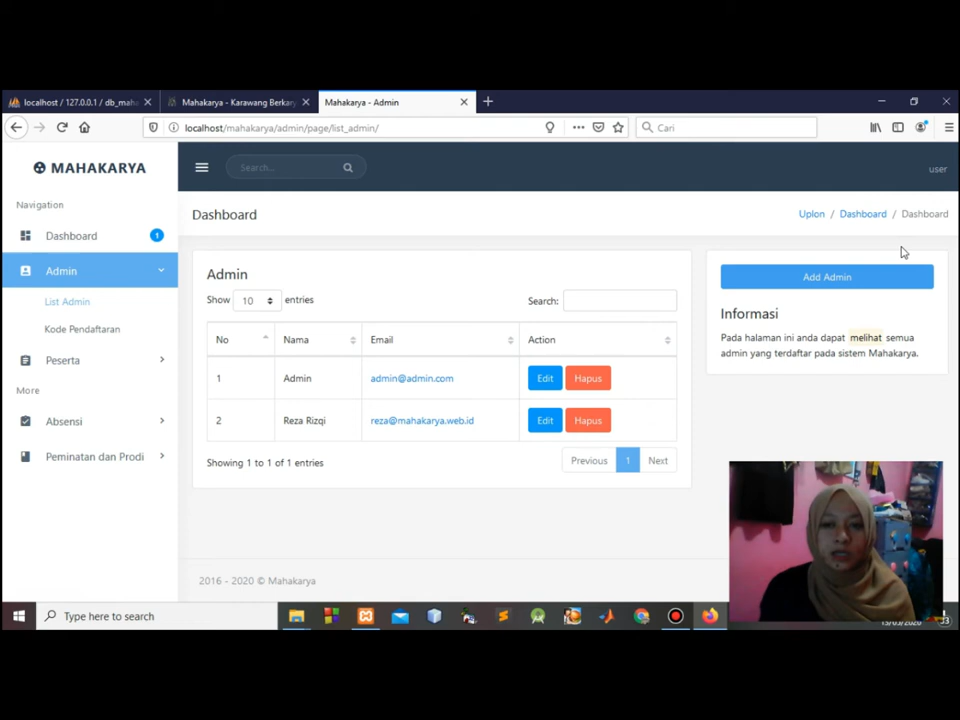 localhost / 127.0.0.1 / db_maha
Mahakarya - Karawang Berkary
Mahakarya - Admin
localhost/mahakarya/admin/page/list_admin/
Cari
MAHAKARYA
Search...
user
Navigation
Dashboard
Uplon / Dashboard / Dashboard
Dashboard
1
Admin
List Admin
Kode Pendaftaran
Peserta
More
Absensi
Peminatan dan Prodi
Admin
Show 10 entries
Search:
No Nama Email Action
1 Admin admin@admin.com Edit Hapus
2 Reza Rizqi reza@mahakarya.web.id Edit Hapus
Showing 1 to 1 of 1 entries
Previous 1 Next
Add Admin
Informasi
Pada halaman ini anda dapat melihat semua
admin yang terdaftar pada sistem Mahakarya.
2016 - 2020 © Mahakarya
Type here to search